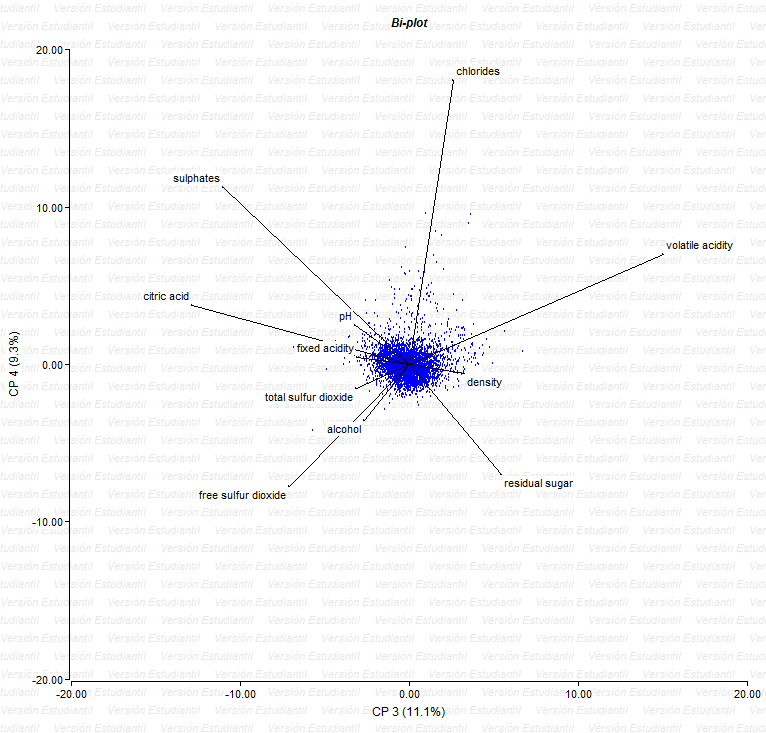 Bi-plot
20.00
chlorides
sulphates
10.00
volatile acidity
citric acid
pH
fixed acidity
0.00
density
total sulfur dioxide
alcohol
residual sugar
free sulfur dioxide
-10.00
-20.00
-20.00 -10.00 0.00 10.00 20.00
CP 3 (11.1%)
CP 4 (9.3%)
Versión Estudiantil